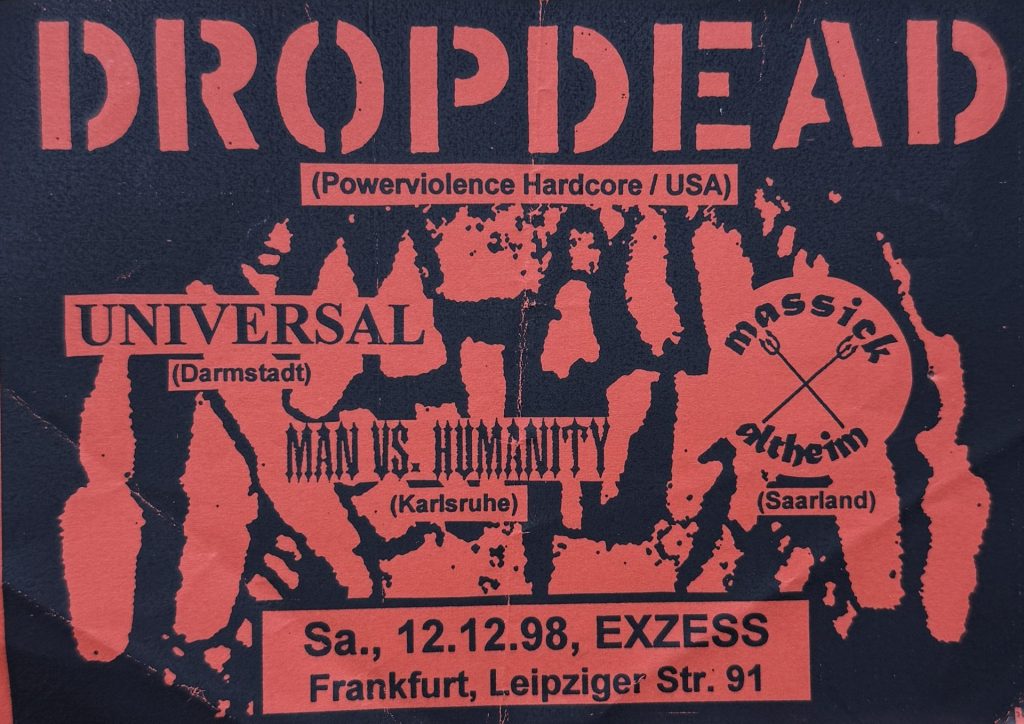 DROPDEAD
(Powerviolence Hardcore / USA)
UNIVERSAL
(Darmstadt)
MAN VS. HUMANITY
(Karlsruhe)
massick
altheim
(Saarland)
Sa., 12.12.98, EXZESS
Frankfurt, Leipziger Str. 91